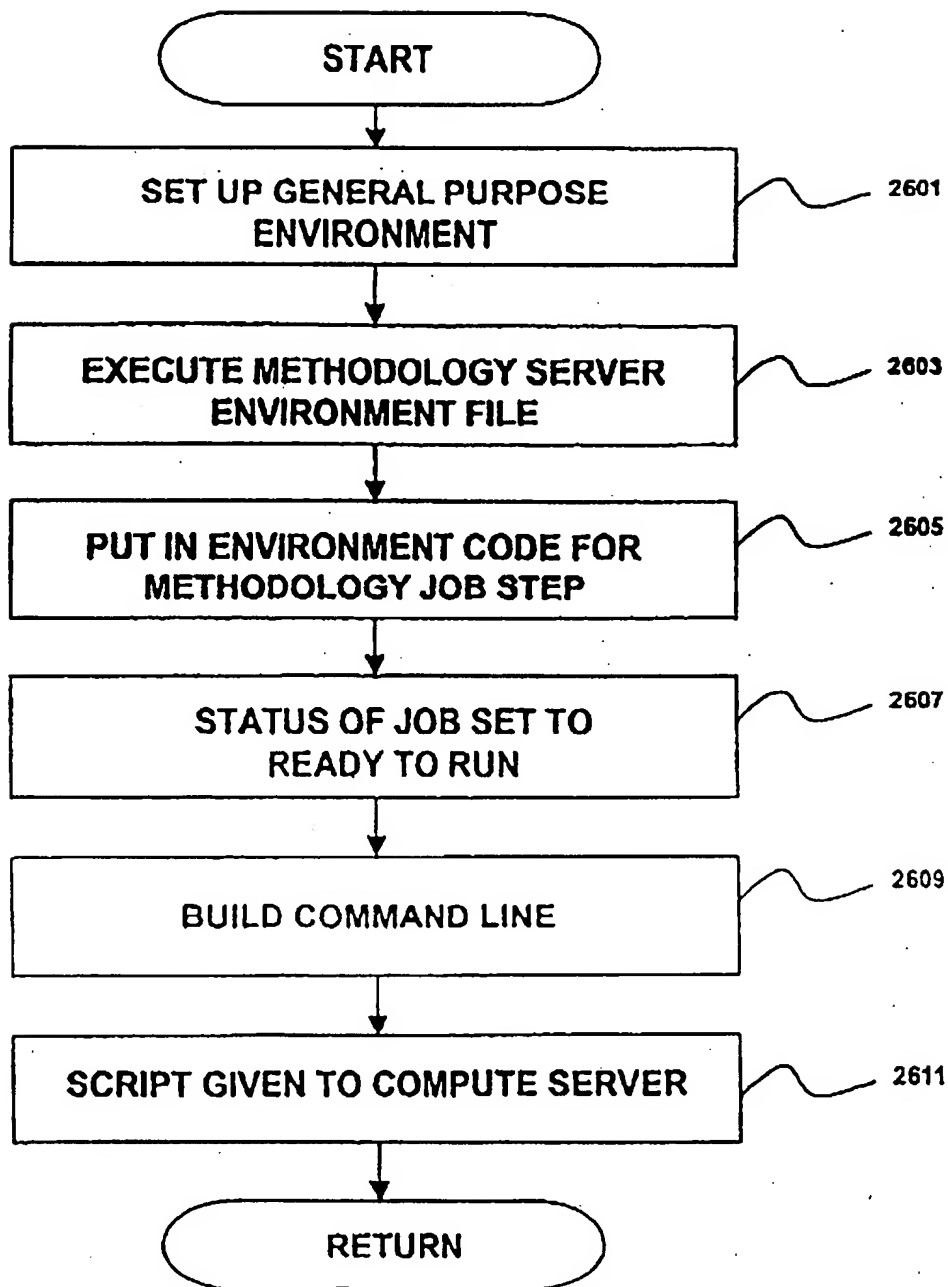 START
SET UP GENERAL PURPOSE
ENVIRONMENT
2601
EXECUTE METHODOLOGY SERVER
ENVIRONMENT FILE
2603
PUT IN ENVIRONMENT CODE FOR
METHODOLOGY JOB STEP
2605
STATUS OF JOB SET TO
READY TO RUN
2607
BUILD COMMAND LINE
2609
SCRIPT GIVEN TO COMPUTE SERVER
2611
RETURN